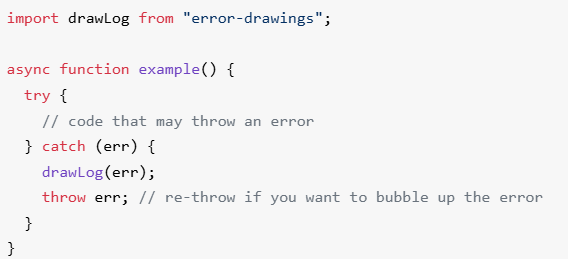 import drawLog from "error-drawings";

async function example() {
  try {
    // code that may throw an error
  } catch (err) {
    drawLog(err);
    throw err; // re-throw if you want to bubble up the error
  }
}